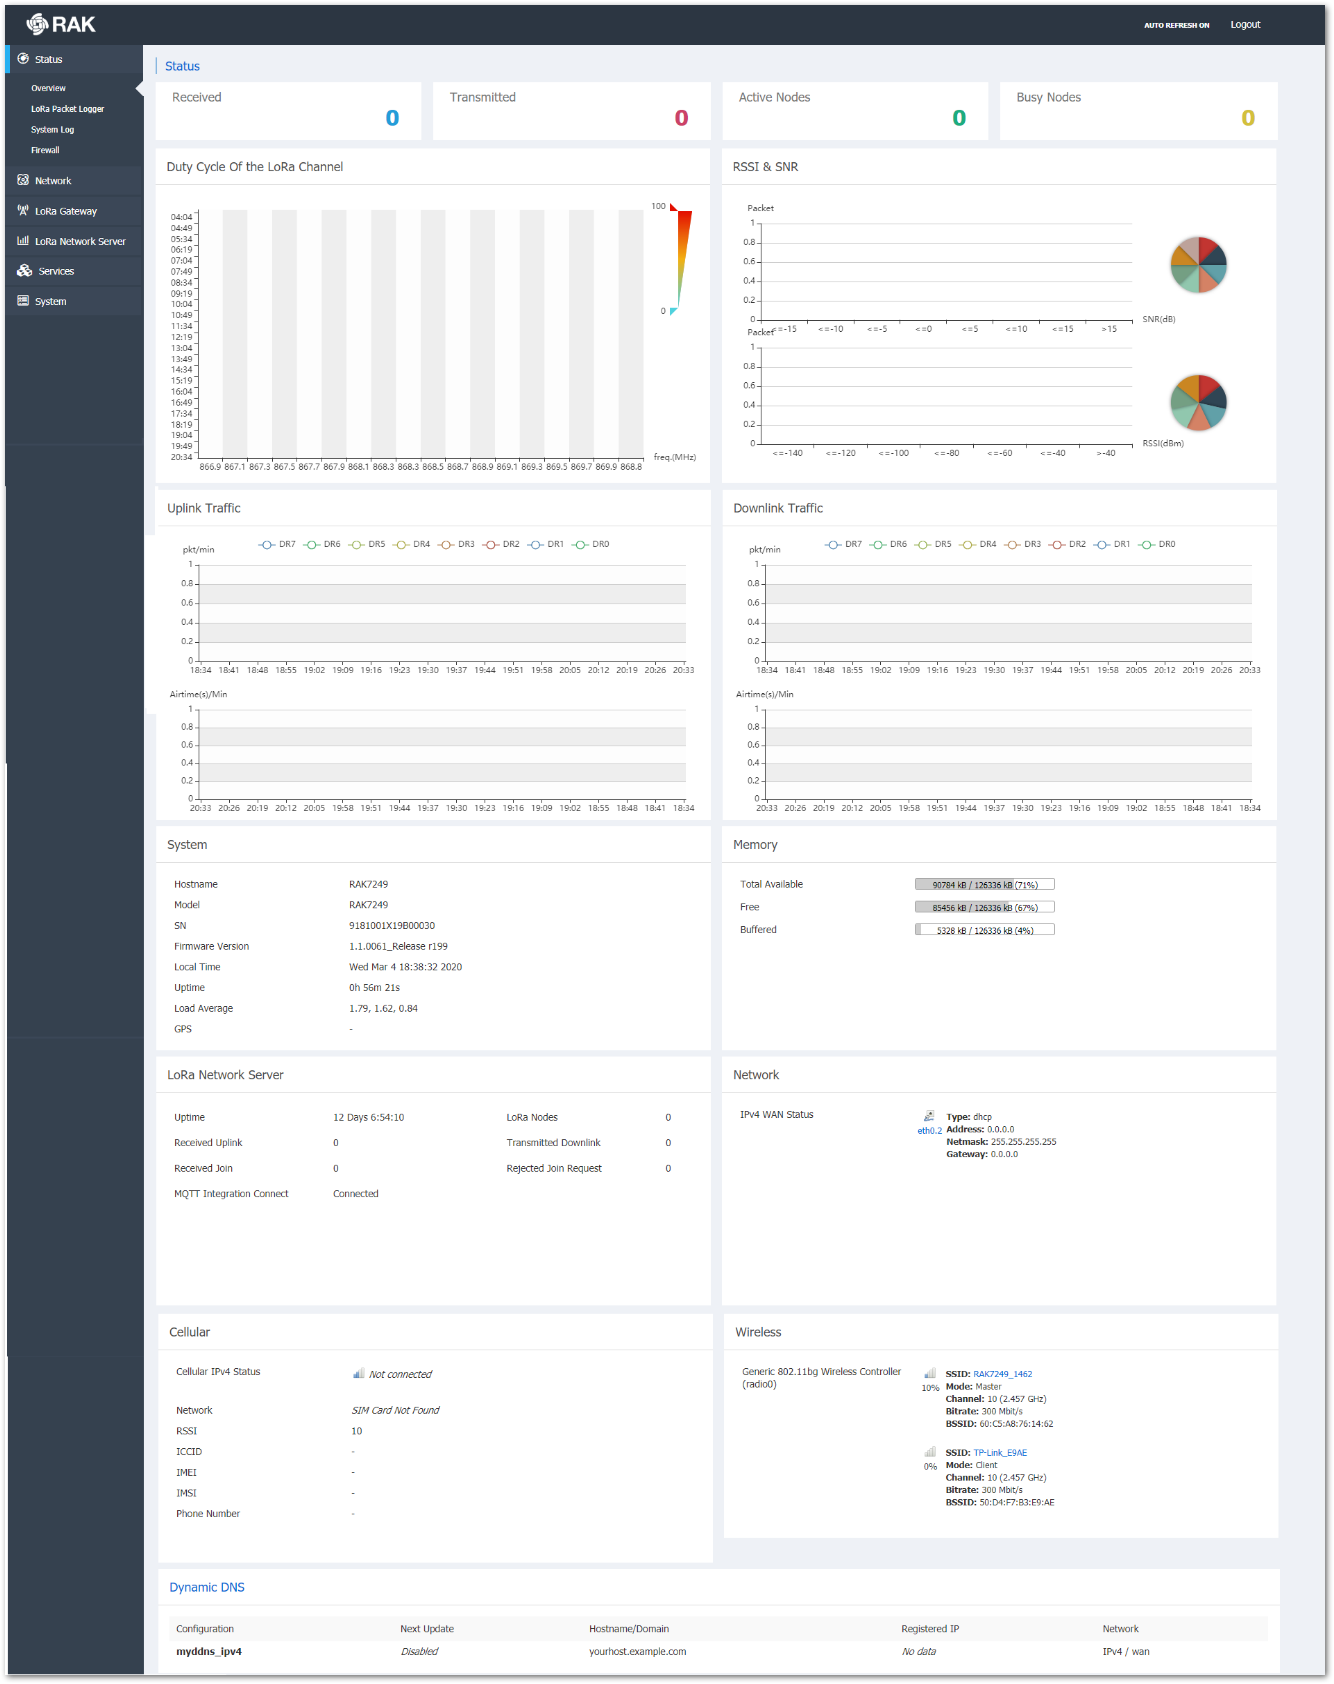 RAK
AUTO REFRESH ON
Logout
Status
Overview
LoRa Packet Logger
System Log
Firewall
Network
LoRa Gateway
LoRa Network Server
Services
System
Status
Received
0
Transmitted
0
Active Nodes
0
Busy Nodes
0
Duty Cycle Of the LoRa Channel
04:04
04:49
05:34
06:19
07:04
07:49
08:34
09:19
10:04
10:49
11:34
12:19
13:04
13:49
14:34
15:19
16:04
16:49
17:34
18:19
19:04
19:49
20:34
866.9 867.1 867.3 867.5 867.7 867.9 868.1 868.3 868.3 868.5 868.7 868.9 869.1 869.3 869.5 869.7 869.9 868.8
freq.(MHz)
100
0
RSSI & SNR
Packet
1
0.8
0.6
0.4
0.2
0
<=-15 <=-10 <=-5 <=0 <=5 <=10 <=15 >15
SNR(dB)
Packet
1
0.8
0.6
0.4
0.2
0
<=-140 <=-120 <=-100 <=-80 <=-60 <=-40 >-40
RSSI(dBm)
Uplink Traffic
DR7 DR6 DR5 DR4 DR3 DR2 DR1 DR0
pkt/min
1
0.8
0.6
0.4
0.2
0
18:34 18:41 18:48 18:55 19:02 19:09 19:16 19:23 19:30 19:37 19:44 19:51 19:58 20:05 20:12 20:19 20:26 20:33
Airtime(s)/Min
1
0.8
0.6
0.4
0.2
0
20:33 20:26 20:19 20:12 20:05 19:58 19:51 19:44 19:37 19:30 19:23 19:16 19:09 19:02 18:55 18:48 18:41 18:34
Downlink Traffic
DR7 DR6 DR5 DR4 DR3 DR2 DR1 DR0
pkt/min
1
0.8
0.6
0.4
0.2
0
18:34 18:41 18:48 18:55 19:02 19:09 19:16 19:23 19:30 19:37 19:44 19:51 19:58 20:05 20:12 20:19 20:26 20:33
Airtime(s)/Min
1
0.8
0.6
0.4
0.2
0
20:33 20:26 20:19 20:12 20:05 19:58 19:51 19:44 19:37 19:30 19:23 19:16 19:09 19:02 18:55 18:48 18:41 18:34
System
Hostname RAK7249
Model RAK7249
SN 9181001X19B00030
Firmware Version 1.1.0061_Release r199
Local Time Wed Mar 4 18:38:32 2020
Uptime 0h 56m 21s
Load Average 1.79, 1.62, 0.84
GPS -
Memory
Total Available 90784 kB / 126336 kB (71%)
Free 85456 kB / 126336 kB (67%)
Buffered 5328 kB / 126336 kB (4%)
LoRa Network Server
Uptime 12 Days 6:54:10 LoRa Nodes 0
Received Uplink 0 Transmitted Downlink 0
Received Join 0 Rejected Join Request 0
MQTT Integration Connect Connected
Network
IPv4 WAN Status
eth0.2
Type: dhcp
Address: 0.0.0.0
Netmask: 255.255.255.255
Gateway: 0.0.0.0
Cellular
Cellular IPv4 Status Not connected
Network SIM Card Not Found
RSSI 10
ICCID -
IMEI -
IMSI -
Phone Number -
Wireless
Generic 802.11bg Wireless Controller
(radio0)
10%
SSID: RAK7249_1462
Mode: Master
Channel: 10 (2.457 GHz)
Bitrate: 300 Mbit/s
BSSID: 60:C5:A8:76:14:62
0%
SSID: TP-Link_E9AE
Mode: Client
Channel: 10 (2.457 GHz)
Bitrate: 300 Mbit/s
BSSID: 50:D4:F7:B3:E9:AE
Dynamic DNS
Configuration Next Update Hostname/Domain Registered IP Network
myddns_ipv4 Disabled yourhost.example.com No data IPv4 / wan